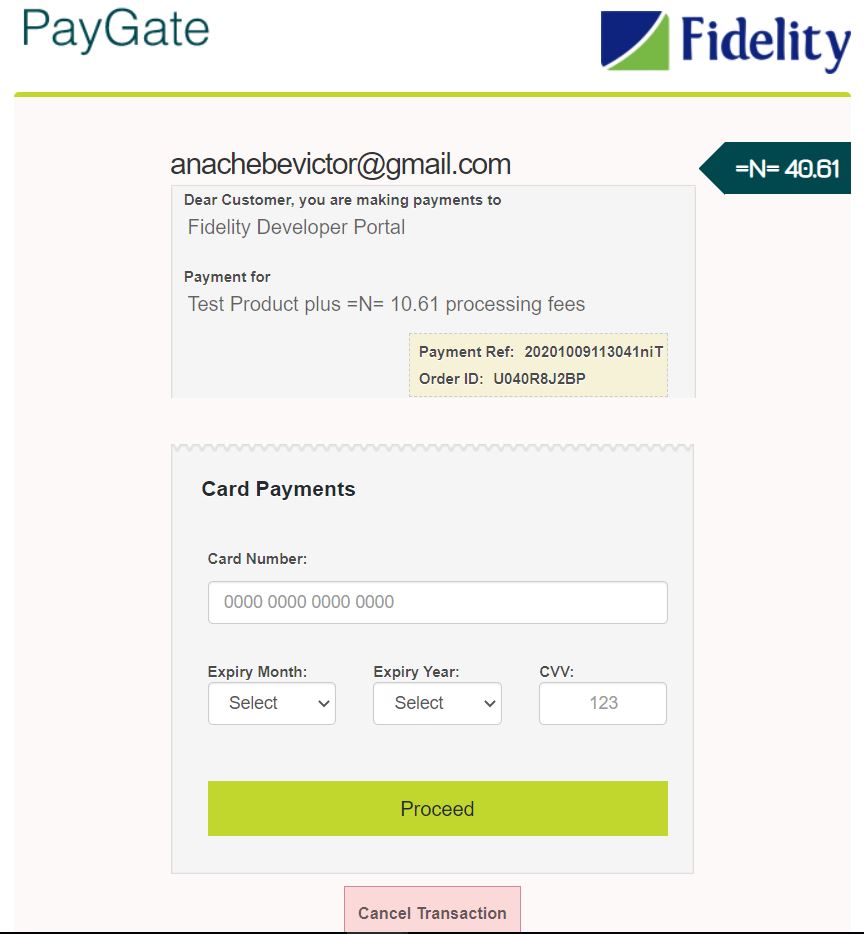 PayGate
Fidelity
anachebevictor@gmail.com
=N= 40.61
Dear Customer, you are making payments to
Fidelity Developer Portal
Payment for
Test Product plus =N= 10.61 processing fees
Payment Ref: 20201009113041niT
Order ID: U040R8J2BP
Card Payments
Card Number:
0000 0000 0000 0000
Expiry Month: Expiry Year: CVV:
Select Select 123
Proceed
Cancel Transaction